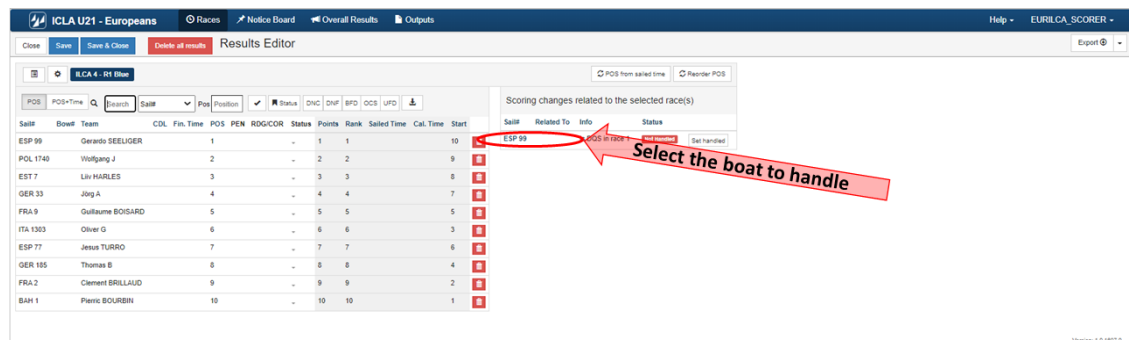 ICLA U21 - Europeans Races Notice Board Overall Results Outputs Help EURILCA_SCORER
Close Save Save & Close Delete all results Results Editor Export
ILCA 4 - R1 Blue POS from sailed time Reorder POS
POS POS+Time Search Sail# Pos Position Status DNC DNF BFD OCS UFD
Scoring changes related to the selected race(s)
Sail# Bow# Team CDL Fin. Time POS PEN RDG/COR Status Points Rank Sailed Time Cal. Time Start
Sail# Related To Info Status
ESP 99 Gerardo SEELIGER 1 - 1 1 10
ESP 99 DQS in race 1 Not Handled Set handled
Select the boat to handle
POL 1740 Wolfgang J 2 - 2 2 9
EST 7 Liiv HARLES 3 - 3 3 8
GER 33 Jörg A 4 - 4 4 7
FRA 9 Guillaume BOISARD 5 - 5 5 5
ITA 1303 Oliver G 6 - 6 6 3
ESP 77 Jesus TURRO 7 - 7 7 6
GER 185 Thomas B 8 - 8 8 4
FRA 2 Clement BRILLAUD 9 - 9 9 2
BAH 1 Pierric BOURBIN 10 - 10 10 1